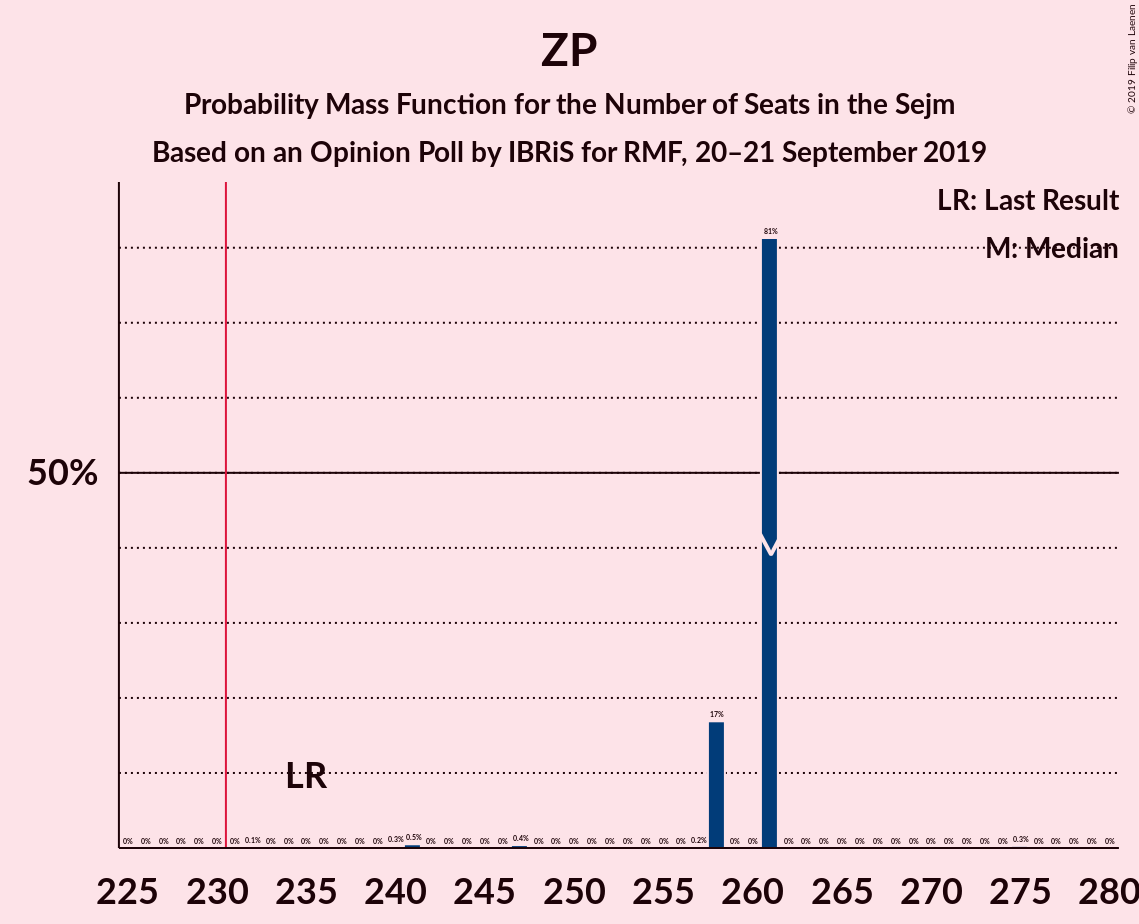 ZP
Probability Mass Function for the Number of Seats in the Sejm
Based on an Opinion Poll by IBRiS for RMF, 20–21 September 2019
© 2019 Filip van Laenen
LR: Last Result
M: Median
81%
50%
17%
LR
0% 0% 0% 0% 0% 0% 0% 0.1% 0% 0% 0% 0% 0% 0% 0% 0.3% 0.5% 0% 0% 0% 0% 0% 0.4% 0% 0% 0% 0% 0% 0% 0% 0% 0% 0.2% 0% 0% 0% 0% 0% 0% 0% 0% 0% 0% 0% 0% 0% 0% 0% 0.3% 0% 0% 0% 0% 0%
225 230 235 240 245 250 255 260 265 270 275 280